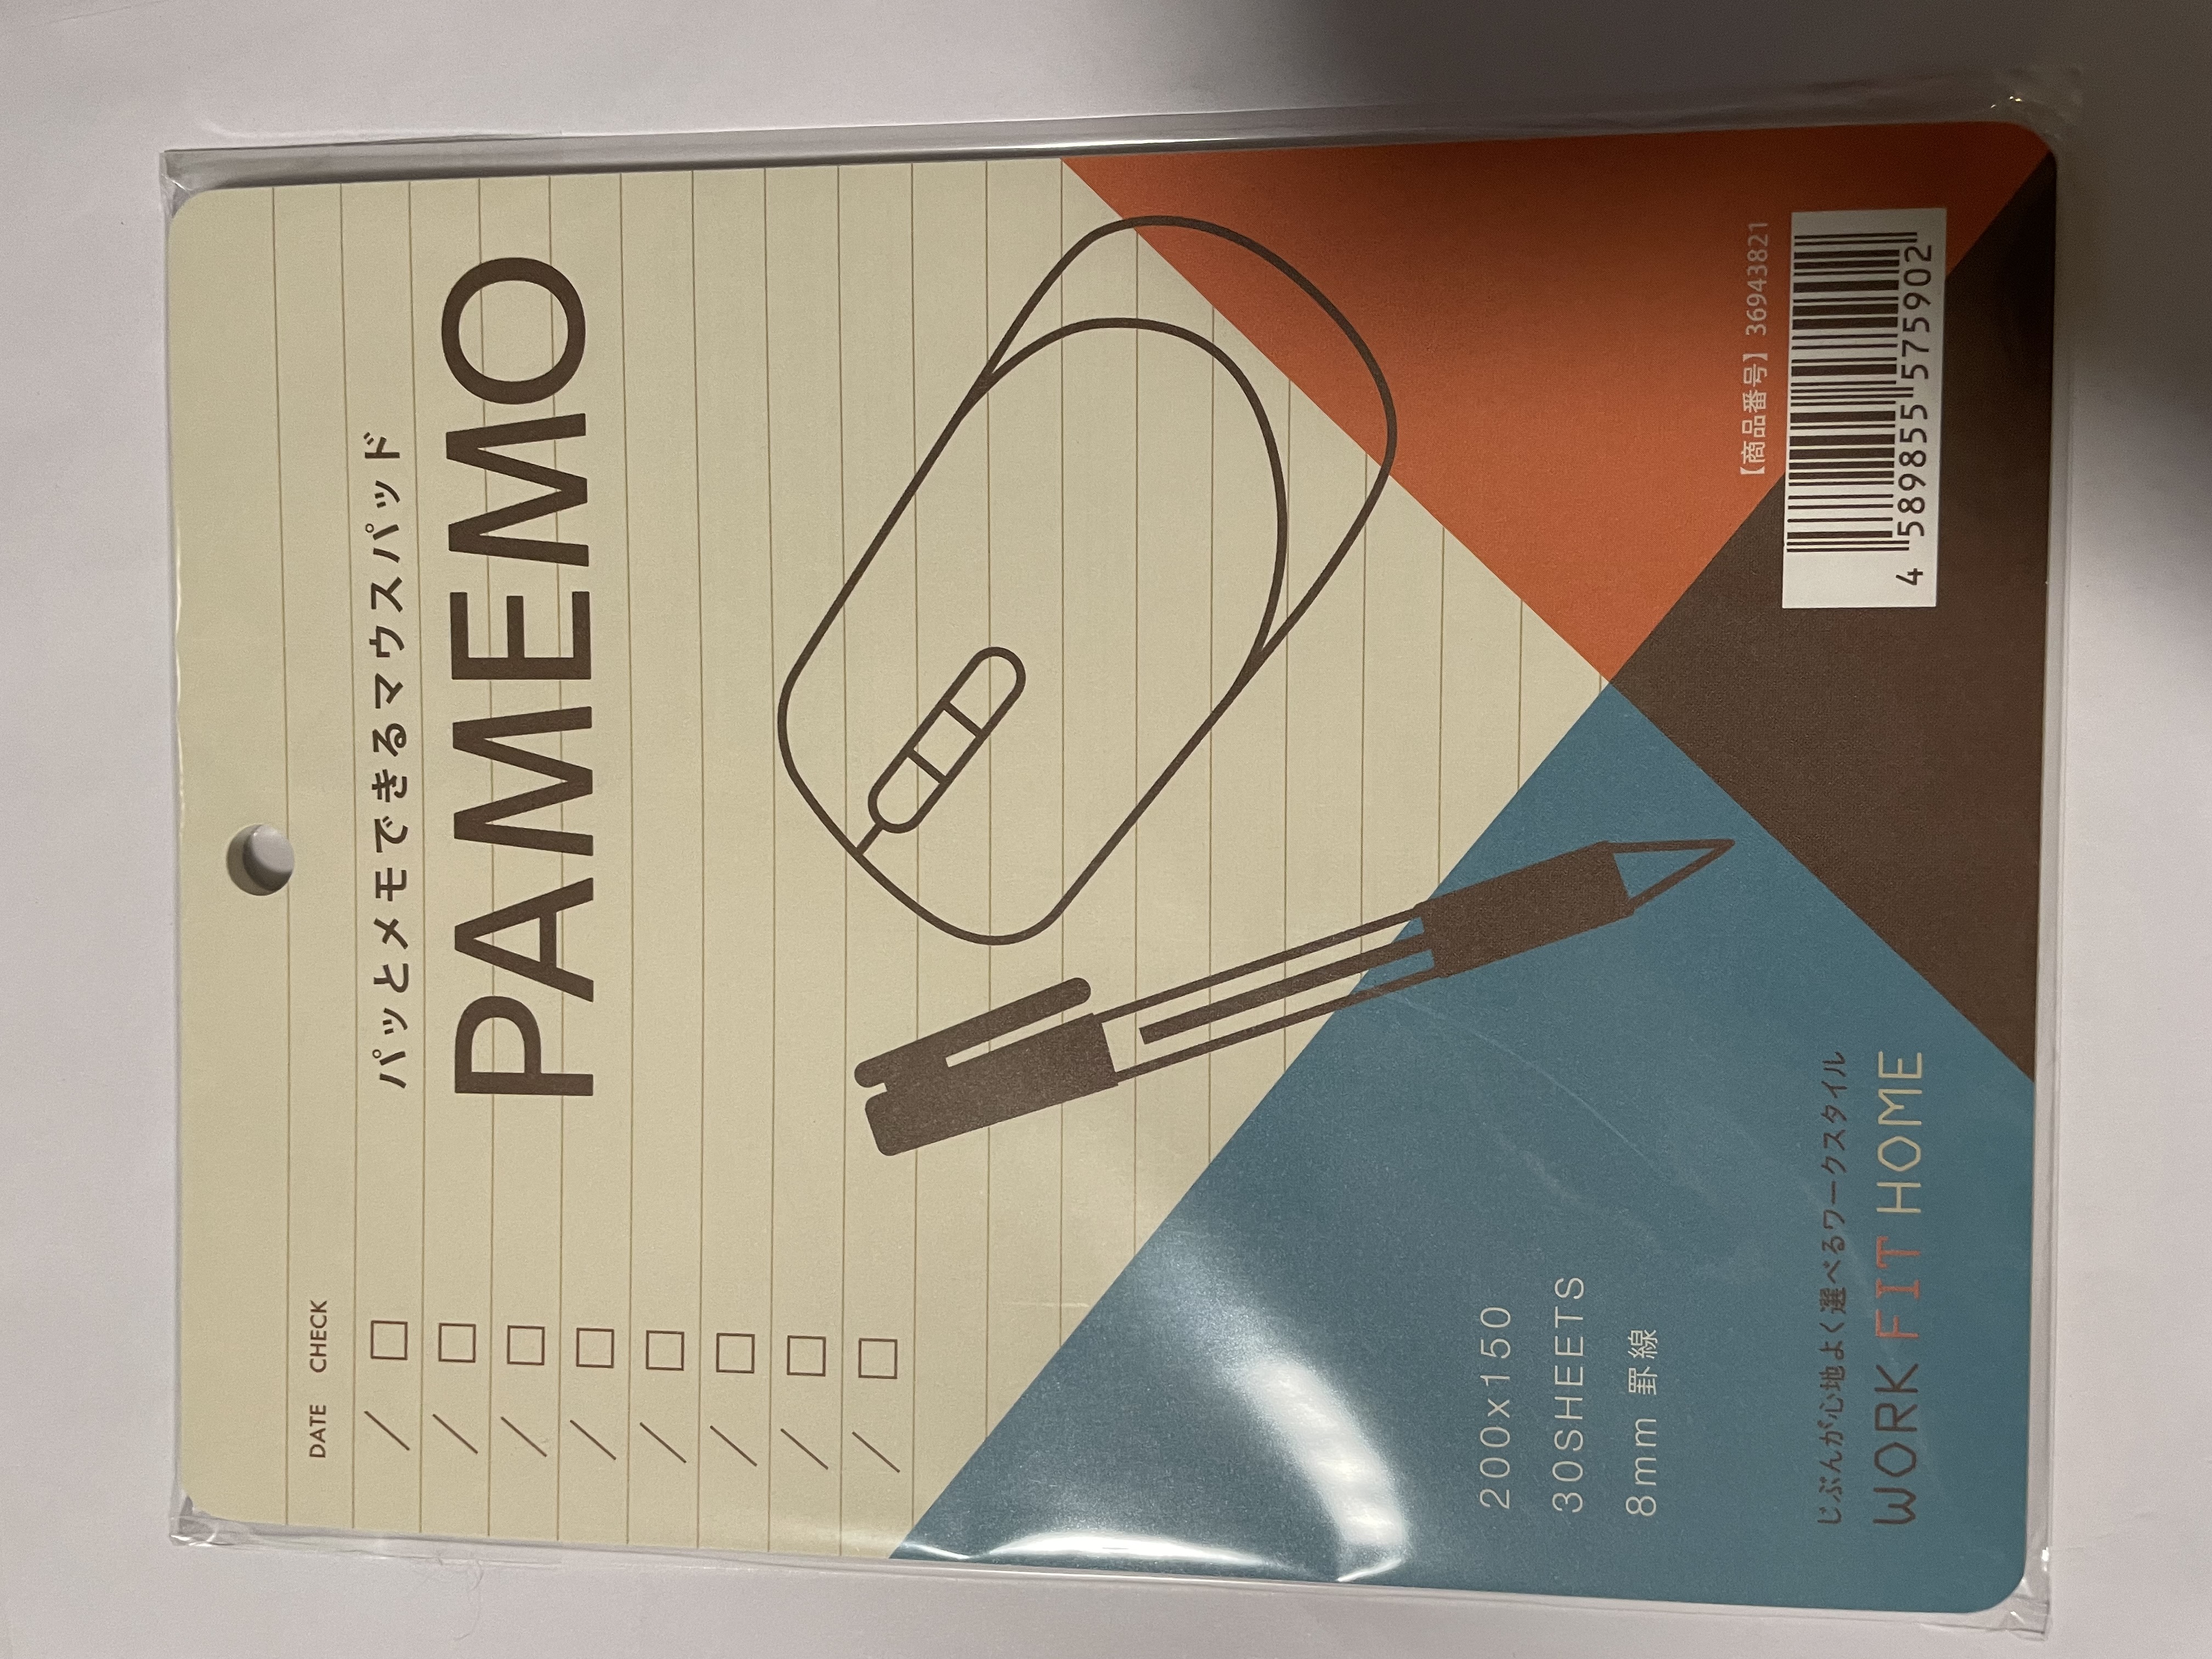 DATE CHECK
パッとメモできるマウスパッド
PAMEMO
/ □
/ □
/ □
/ □
/ □
/ □
/ □
/ □
200x150
30SHEETS
8mm 罫線
じぶんが心地よく選べるワークスタイル
WORK FIT HOME
【商品番号】36943821
4 589855 575902